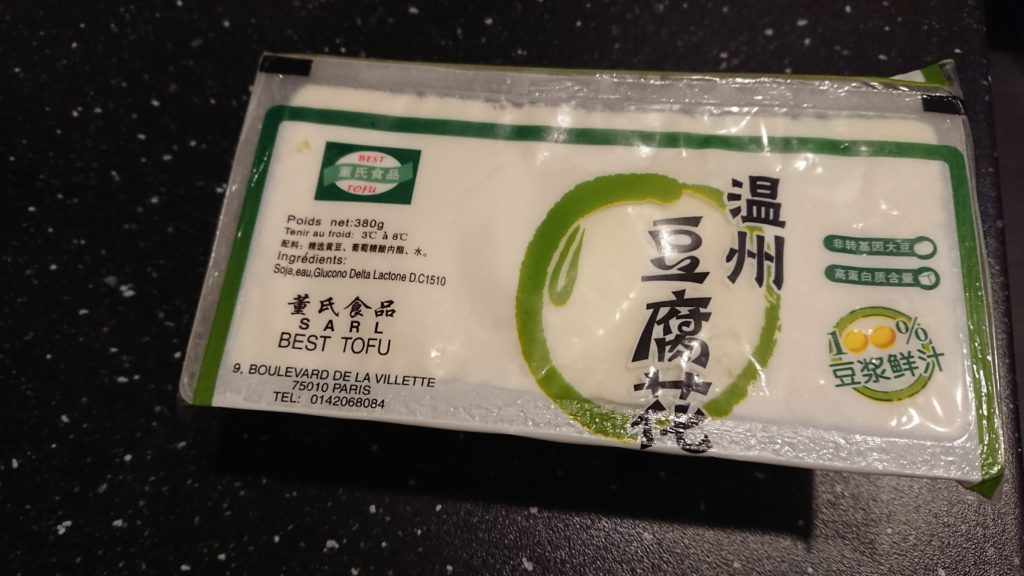 BEST
董氏食品
TOFU
Poids net:380g
Tenir au froid: 3℃ à 8℃
配料：精选黄豆、葡萄糖酸内酯、水。
Ingrédients:
Soja,eau,Glucono Delta Lactone D.C1510
董氏食品
SARL
BEST TOFU
9, BOULEVARD DE LA VILLETTE
75010 PARIS
TEL: 0142068084
温州
豆腐花
非转基因大豆
高蛋白质含量
100%
豆浆鲜汁